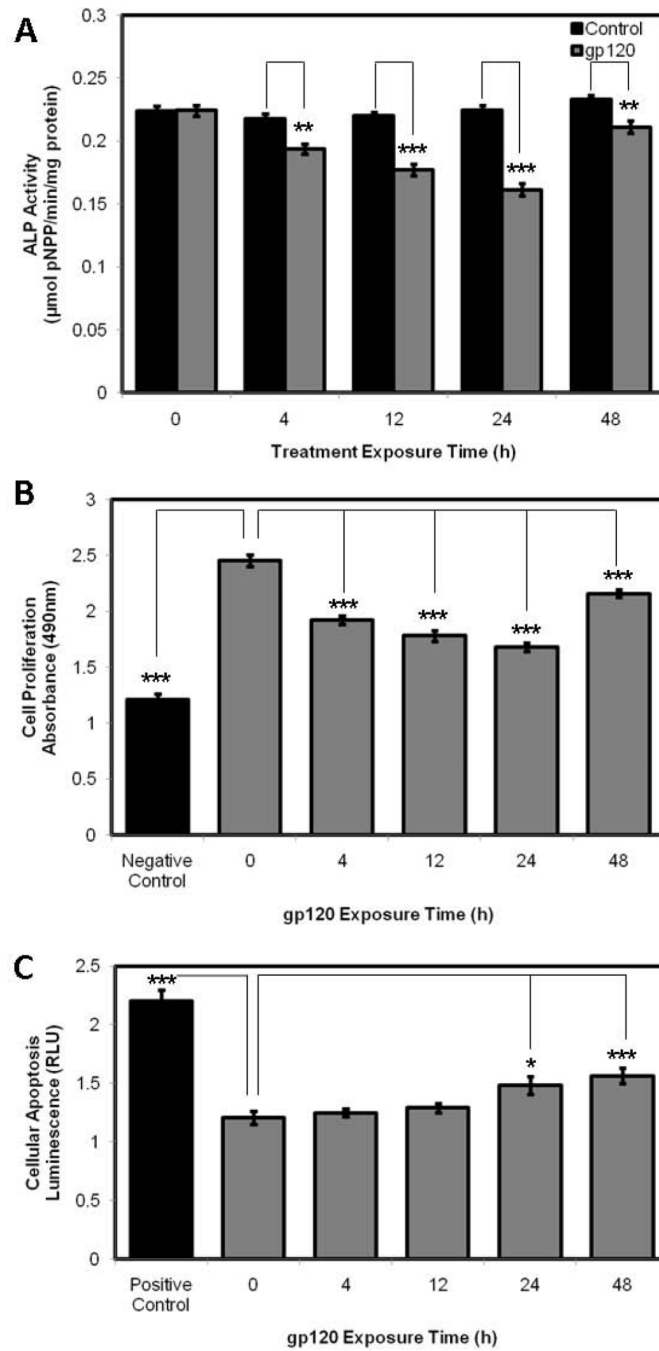 A
0.3
0.25
0.2
0.15
0.1
0.05
0
ALP Activity
(µmol pNPP/min/mg protein)
Control
gp120
**
***
***
**
0 4 12 24 48
Treatment Exposure Time (h)
B
3
2.5
2
1.5
1
0.5
0
Cell Proliferation
Absorbance (490nm)
***
***
***
***
***
Negative
Control
0 4 12 24 48
gp120 Exposure Time (h)
C
2.5
2
1.5
1
0.5
0
Cellular Apoptosis
Luminescence (RLU)
***
*
***
Positive
Control
0 4 12 24 48
gp120 Exposure Time (h)